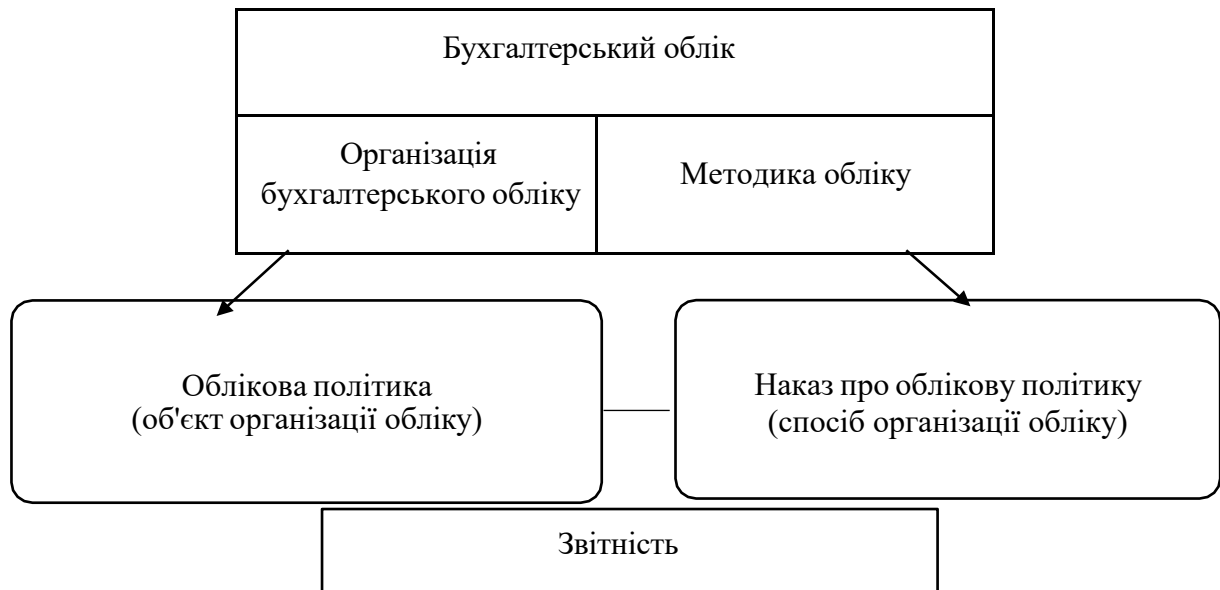 Бухгалтерський облік
Організація
бухгалтерського обліку
Методика обліку
Облікова політика
(об'єкт організації обліку)
Наказ про облікову політику
(спосіб організації обліку)
Звітність